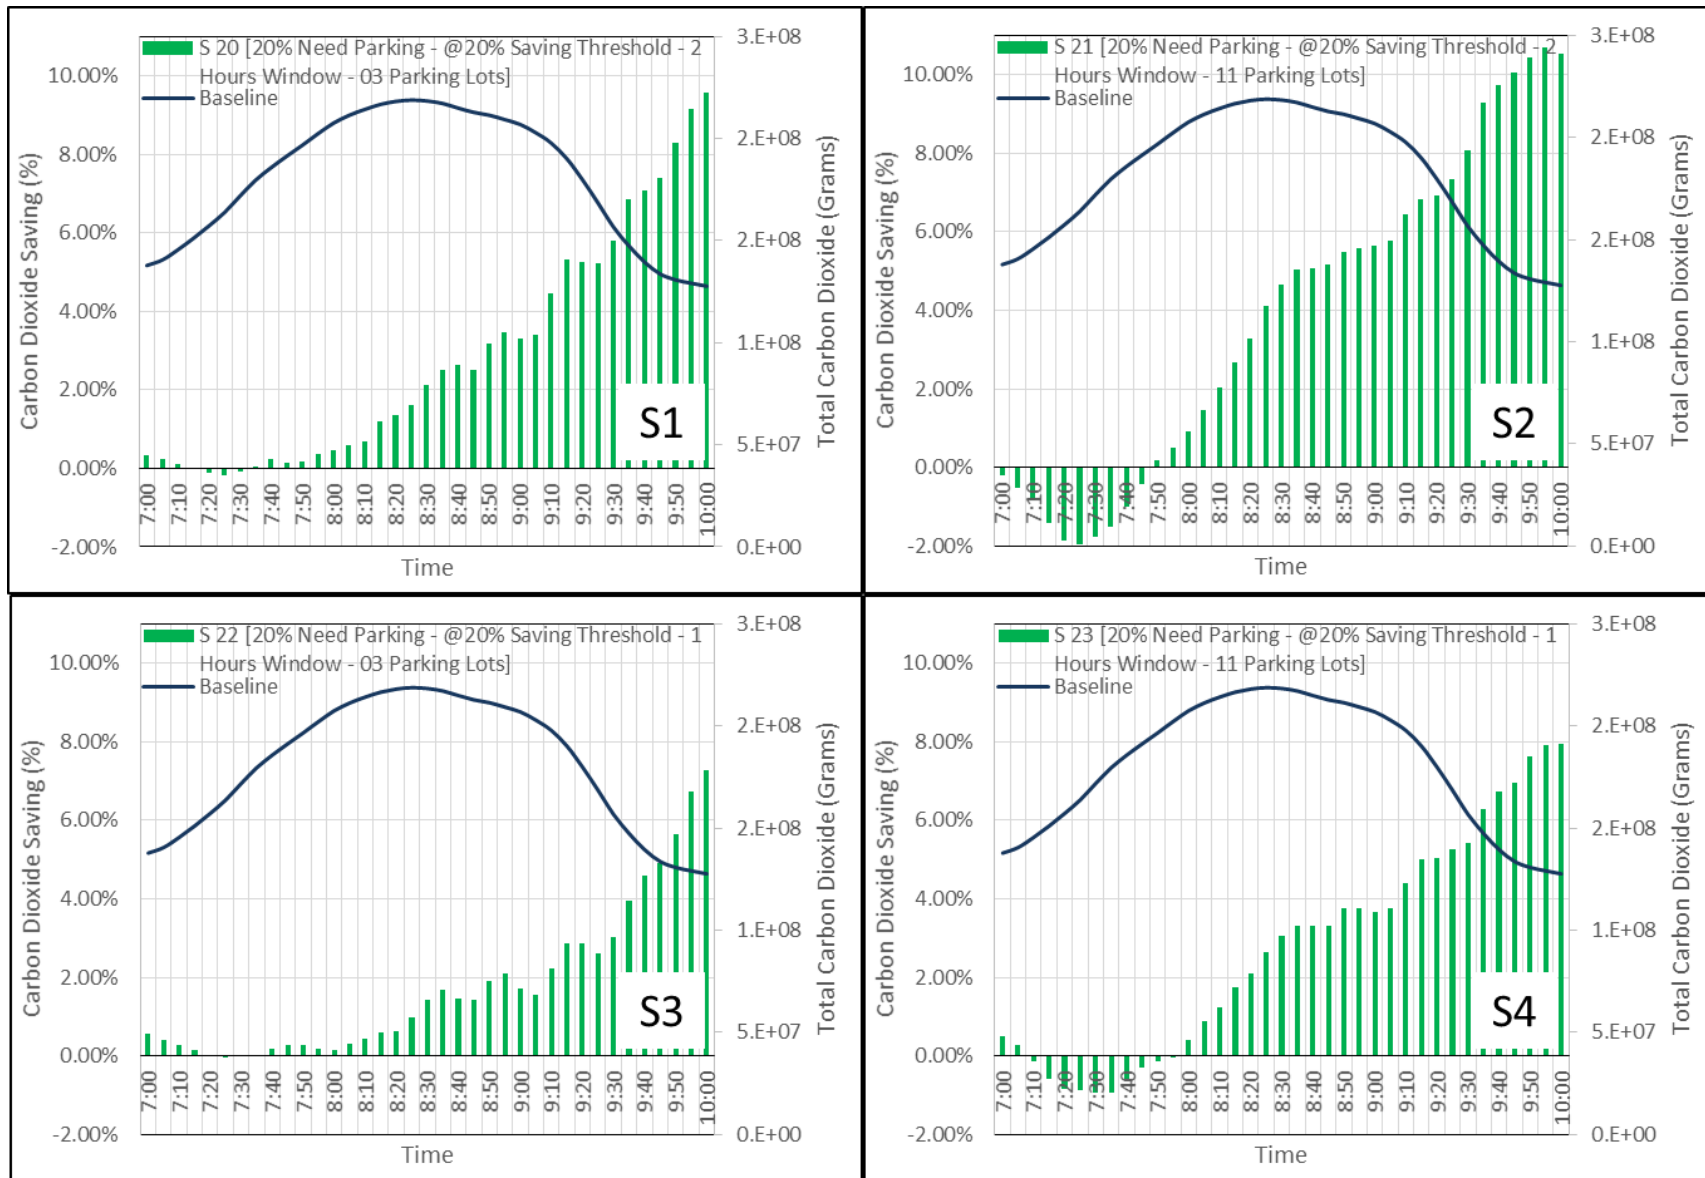 S 20 [20% Need Parking - @20% Saving Threshold - 2
Hours Window - 03 Parking Lots]
Baseline
Carbon Dioxide Saving (%)
10.00%
8.00%
6.00%
4.00%
2.00%
0.00%
-2.00%
3.E+08
2.E+08
2.E+08
1.E+08
5.E+07
0.E+00
Total Carbon Dioxide (Grams)
7:00
7:10
7:20
7:30
7:40
7:50
8:00
8:10
8:20
8:30
8:40
8:50
9:00
9:10
9:20
9:30
9:40
9:50
10:00
Time
S1
S 21 [20% Need Parking - @20% Saving Threshold - 2
Hours Window - 11 Parking Lots]
Baseline
Carbon Dioxide Saving (%)
10.00%
8.00%
6.00%
4.00%
2.00%
0.00%
-2.00%
3.E+08
2.E+08
2.E+08
1.E+08
5.E+07
0.E+00
Total Carbon Dioxide (Grams)
7:00
7:10
7:20
7:30
7:40
7:50
8:00
8:10
8:20
8:30
8:40
8:50
9:00
9:10
9:20
9:30
9:40
9:50
10:00
Time
S2
S 22 [20% Need Parking - @20% Saving Threshold - 1
Hours Window - 03 Parking Lots]
Baseline
Carbon Dioxide Saving (%)
10.00%
8.00%
6.00%
4.00%
2.00%
0.00%
-2.00%
3.E+08
2.E+08
2.E+08
1.E+08
5.E+07
0.E+00
Total Carbon Dioxide (Grams)
7:00
7:10
7:20
7:30
7:40
7:50
8:00
8:10
8:20
8:30
8:40
8:50
9:00
9:10
9:20
9:30
9:40
9:50
10:00
Time
S3
S 23 [20% Need Parking - @20% Saving Threshold - 1
Hours Window - 11 Parking Lots]
Baseline
Carbon Dioxide Saving (%)
10.00%
8.00%
6.00%
4.00%
2.00%
0.00%
-2.00%
3.E+08
2.E+08
2.E+08
1.E+08
5.E+07
0.E+00
Total Carbon Dioxide (Grams)
7:00
7:10
7:20
7:30
7:40
7:50
8:00
8:10
8:20
8:30
8:40
8:50
9:00
9:10
9:20
9:30
9:40
9:50
10:00
Time
S4